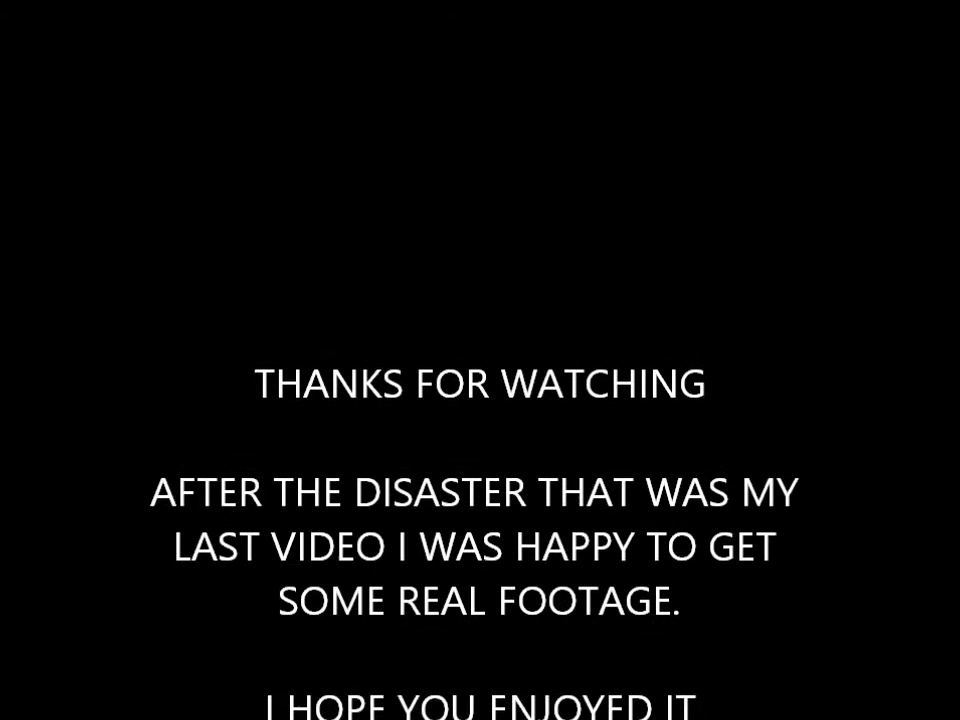 THANKS FOR WATCHING
AFTER THE DISASTER THAT WAS MY
LAST VIDEO I WAS HAPPY TO GET
SOME REAL FOOTAGE.
I HOPE YOU ENJOYED IT